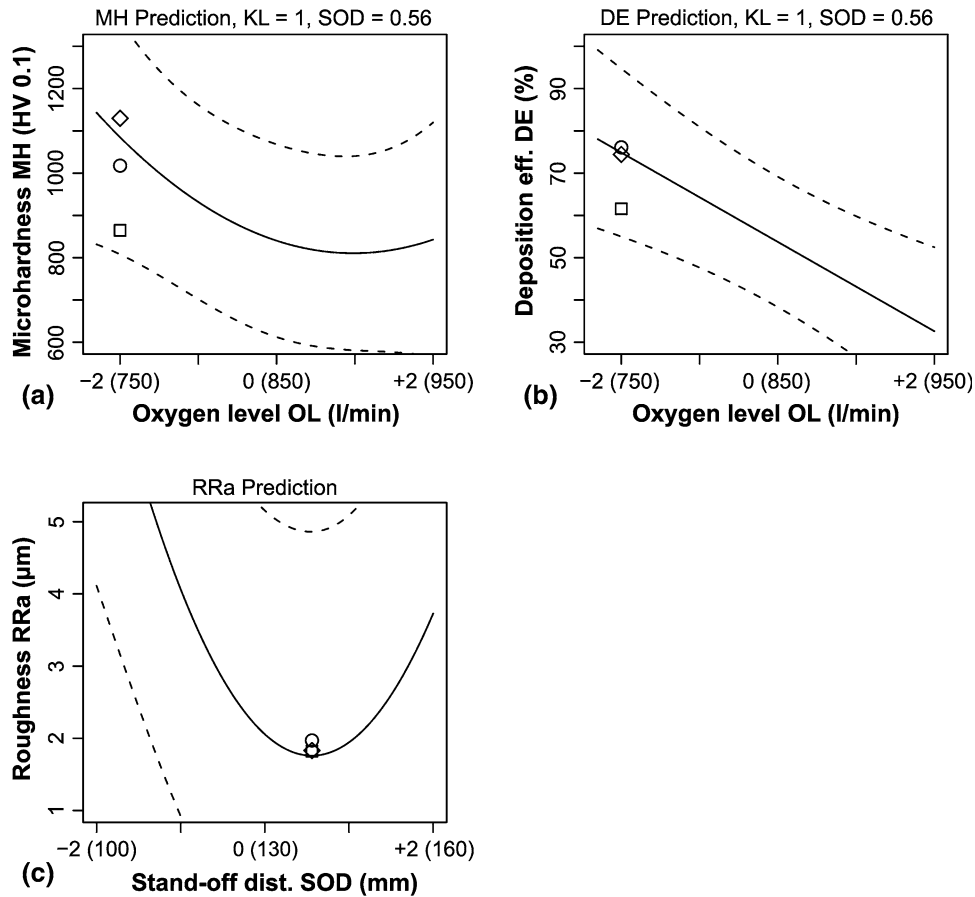 MH Prediction, KL = 1, SOD = 0.56
Microhardness MH (HV 0.1)
600 800 1000 1200
−2 (750) 0 (850) +2 (950)
(a)
Oxygen level OL (l/min)
DE Prediction, KL = 1, SOD = 0.56
Deposition eff. DE (%)
30 50 70 90
−2 (750) 0 (850) +2 (950)
(b)
Oxygen level OL (l/min)
RRa Prediction
Roughness RRa (µm)
1 2 3 4 5
−2 (100) 0 (130) +2 (160)
(c)
Stand-off dist. SOD (mm)